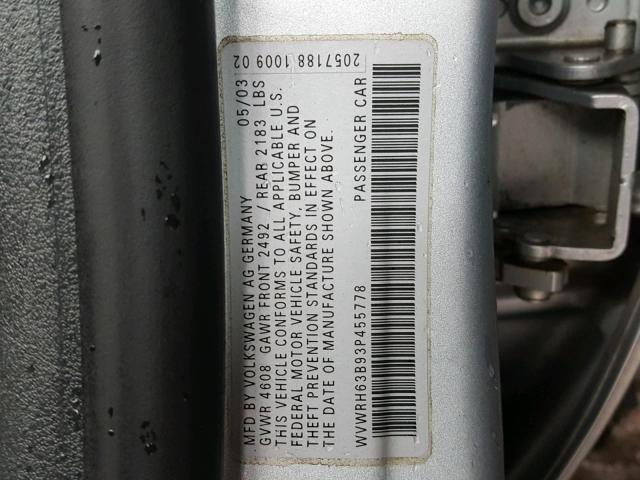 MFD BY VOLKSWAGEN AG GERMANY 05/03
GVWR 4608 GAWR FRONT 2492 / REAR 2183 LBS
THIS VEHICLE CONFORMS TO ALL APPLICABLE U.S.
FEDERAL MOTOR VEHICLE SAFETY, BUMPER AND
THEFT PREVENTION STANDARDS IN EFFECT ON
THE DATE OF MANUFACTURE SHOWN ABOVE.
WVWRH63B93P455778 PASSENGER CAR
2057188 1009 02